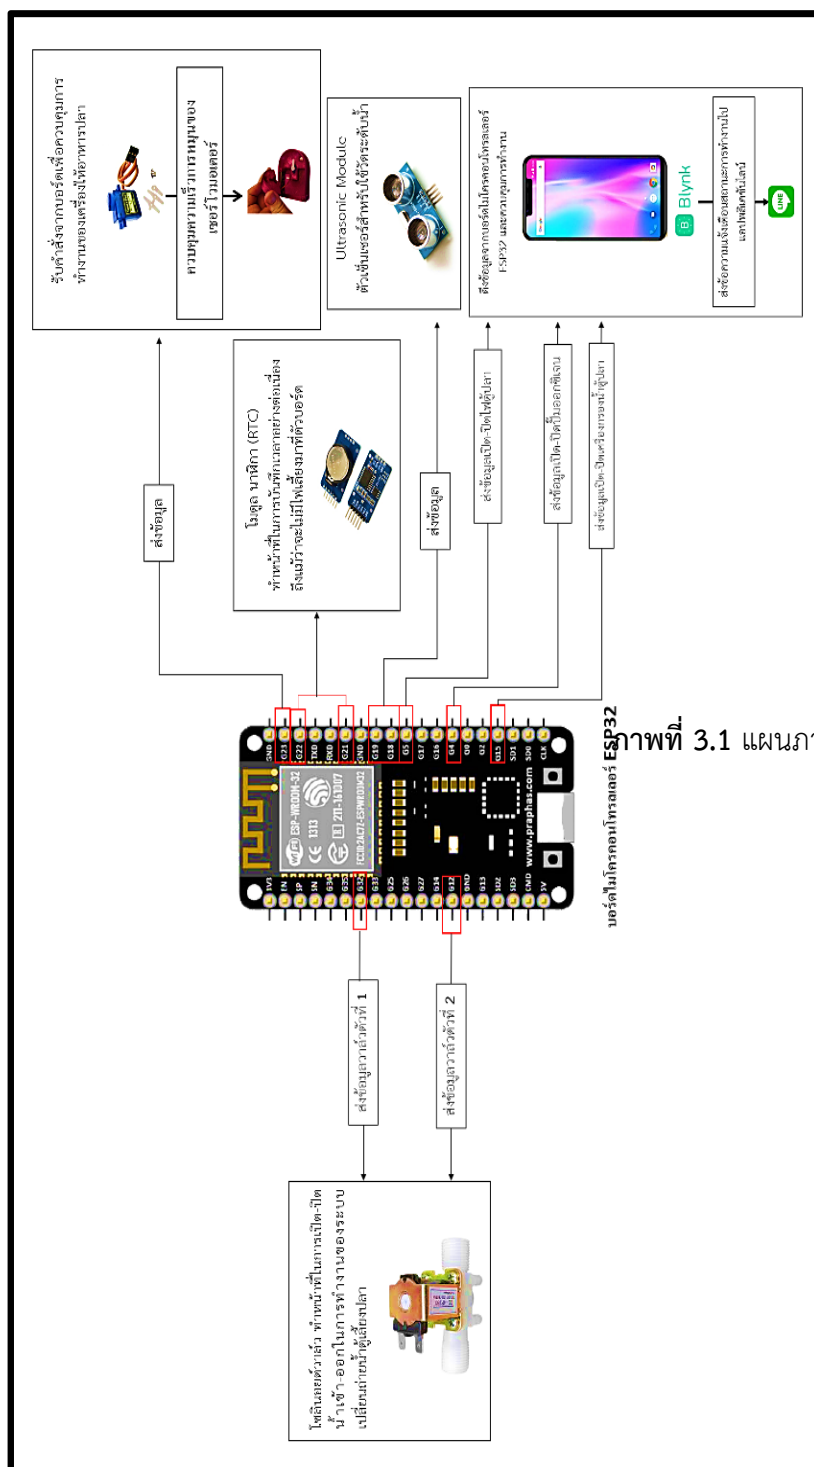 รับคำสั่งจากบอร์ดเพื่อควบคุมการ
ทำงานของเครื่องให้อาหารปลา
ควบคุมความเร็วการหมุนของ
เซอร์โวมอเตอร์
Ultrasonic Module
ตัวเซ็นเซอร์สำหรับใช้วัดระดับน้ำ
ดึงข้อมูลจากบอร์ดไมโครคอนโทรลเลอร์
ESP32 และควบคุมการทำงาน
B Blynk
ส่งข้อความแจ้งเตือนสถานะการทำงานไป
แอปพลิเคชันไลน์
LINE
ส่งข้อมูล
โมดูล นาฬิกา (RTC)
ทำหน้าที่ในการบันทึกเวลาอย่างต่อเนื่อง
ถึงแม้ว่าจะไม่มีไฟเลี้ยงมาที่ตัวบอร์ด
ส่งข้อมูล
ส่งข้อมูลเปิด-ปิดไฟตู้ปลา
ส่งข้อมูลเปิด-ปิดปั๊มออกซิเจน
ส่งข้อมูลเปิด-ปิดเครื่องกรองน้ำตู้ปลา
GND G23 G22 TXD RXD G21 GND G19 G18 G5 G17 G16 G4 G0 G2 G15 SD1 SD0 CLK
WiFi ESP-WROOM-32
CE 1313
R 211-161007
FCCID:2AC7Z-ESPWROOM32
www.praphas.com
3V3 EN SP SN G34 G35 G32 G33 G25 G26 G27 G14 G12 GND G13 SD2 SD3 CMD 5V
บอร์ดไมโครคอนโทรลเลอร์ ESP32
ส่งข้อมูลวาล์วตัวที่ 1
ส่งข้อมูลวาล์วตัวที่ 2
โซลินอยด์วาล์ว ทำหน้าที่ในการเปิด-ปิด
น้ำเข้า-ออกในการทำงานของระบบ
เปลี่ยนถ่ายน้ำตู้เลี้ยงปลา
ภาพที่ 3.1 แผนภา